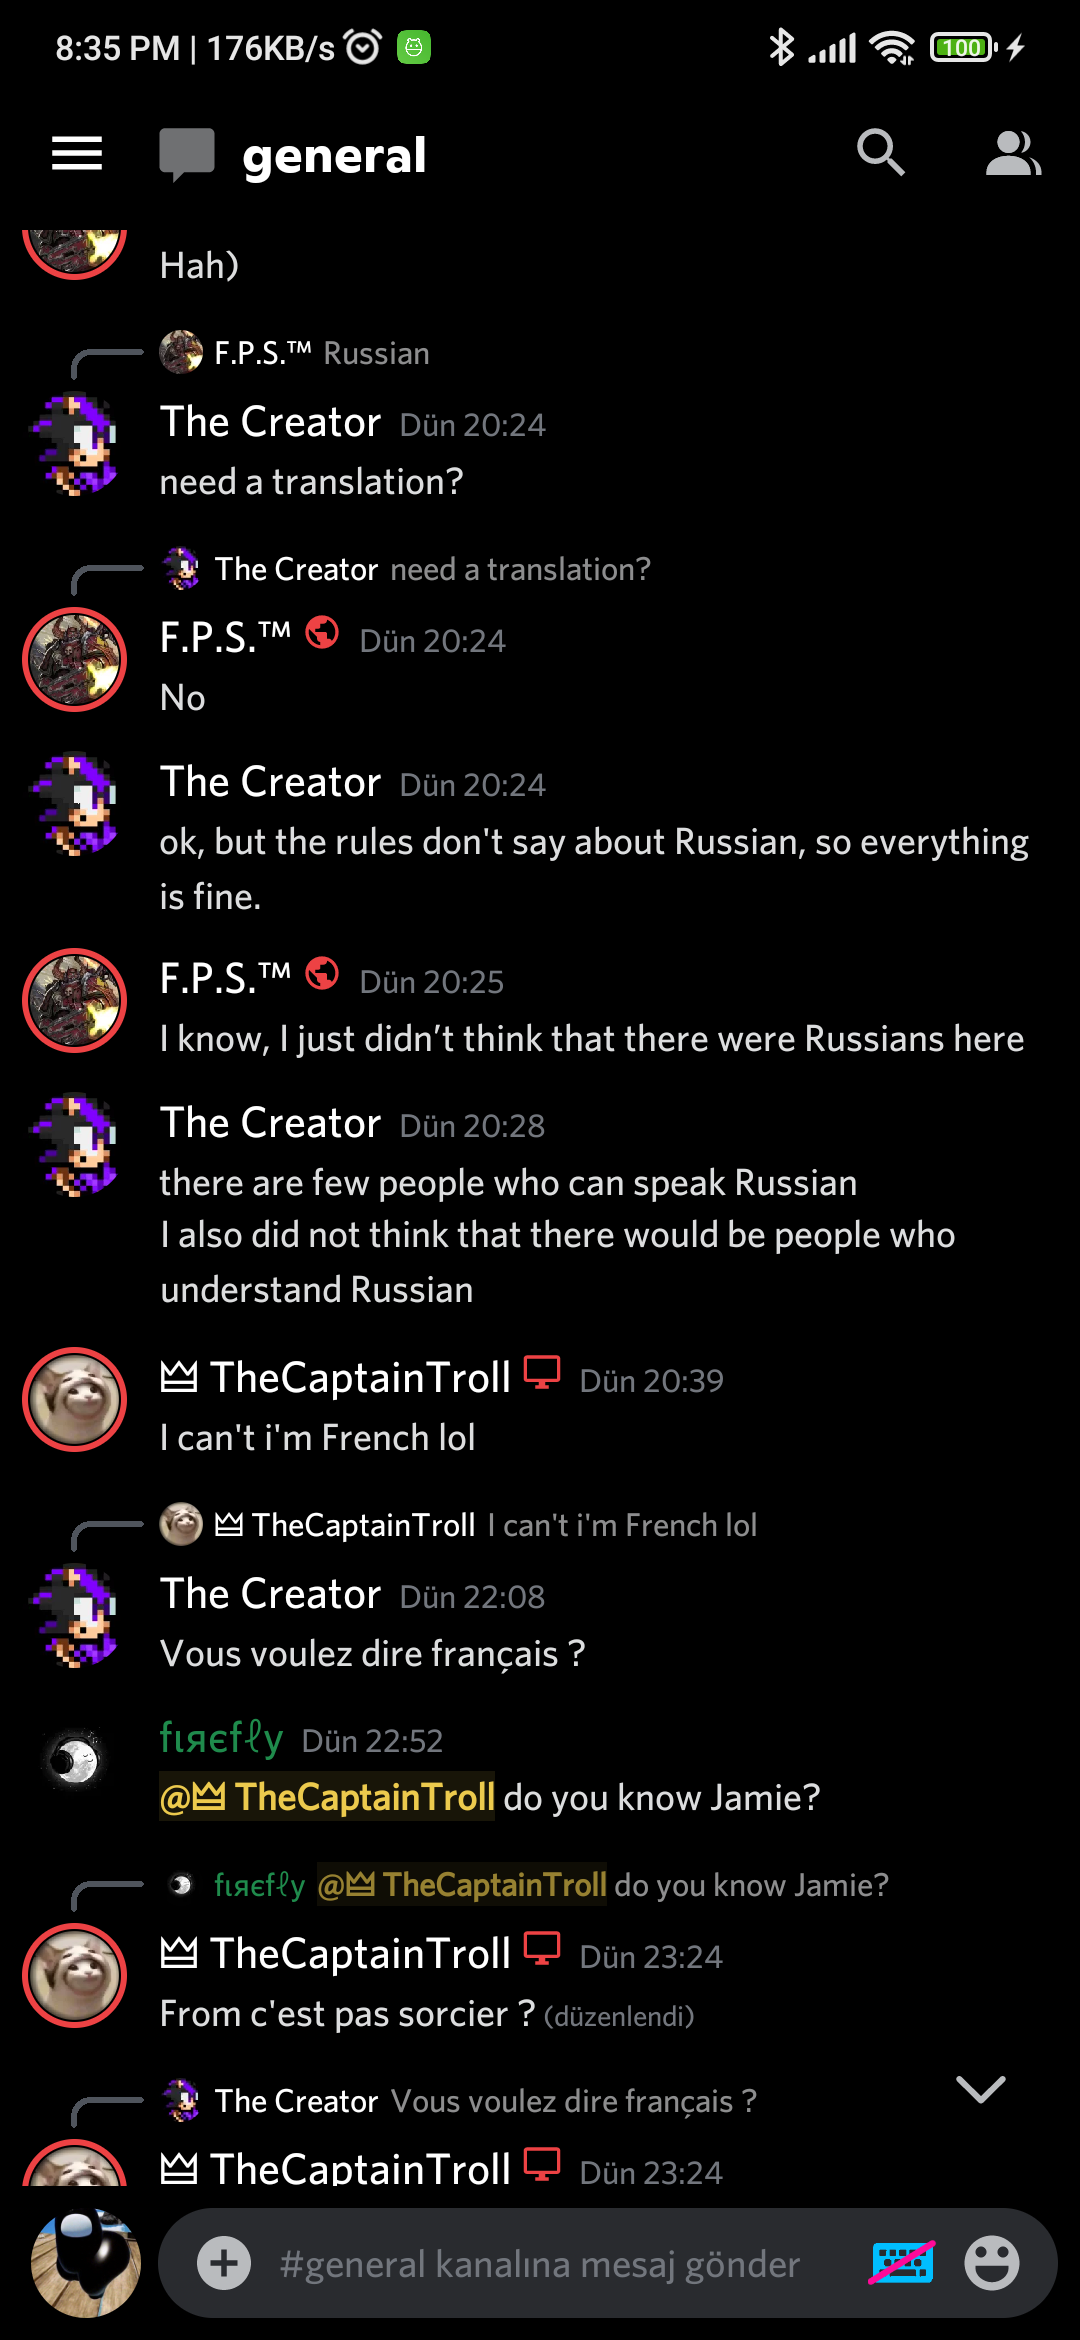 8:35 PM | 176KB/s
100
general
Hah)
F.P.S.™ Russian
The Creator Dün 20:24
need a translation?
The Creator need a translation?
F.P.S.™ Dün 20:24
No
The Creator Dün 20:24
ok, but the rules don't say about Russian, so everything
is fine.
F.P.S.™ Dün 20:25
I know, I just didn’t think that there were Russians here
The Creator Dün 20:28
there are few people who can speak Russian
I also did not think that there would be people who
understand Russian
TheCaptainTroll Dün 20:39
I can't i'm French lol
TheCaptainTroll I can't i'm French lol
The Creator Dün 22:08
Vous voulez dire français ?
fιяєfℓy Dün 22:52
@ TheCaptainTroll do you know Jamie?
fιяєfℓy @ TheCaptainTroll do you know Jamie?
TheCaptainTroll Dün 23:24
From c'est pas sorcier ? (düzenlendi)
The Creator Vous voulez dire français ?
TheCaptainTroll Dün 23:24
#general kanalına mesaj gönder